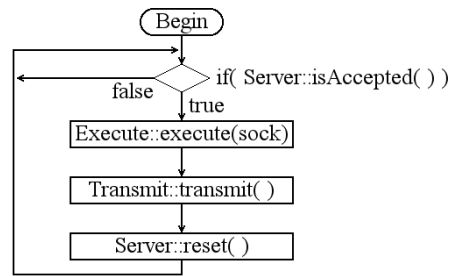 Begin
if( Server::isAccepted( ) )
false
true
Execute::execute(sock)
Transmit::transmit( )
Server::reset( )